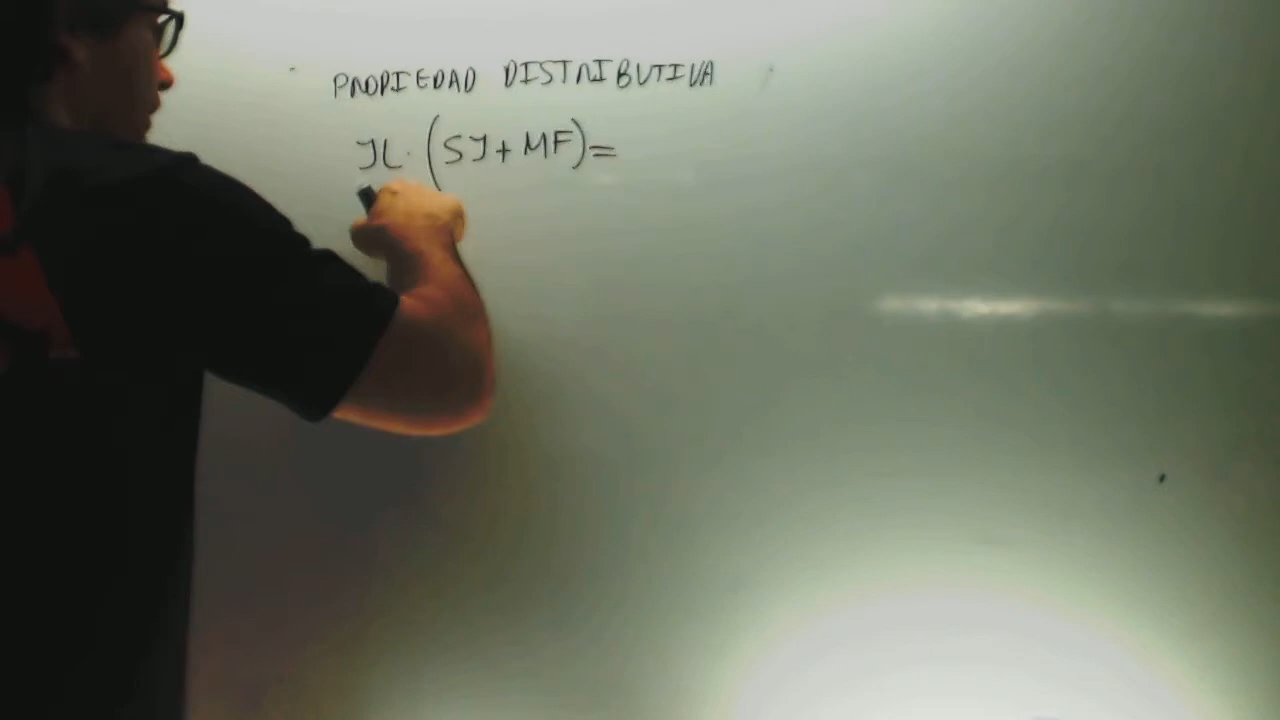 PROPIEDAD DISTRIBUTIVA
JL · (SJ + MF) =